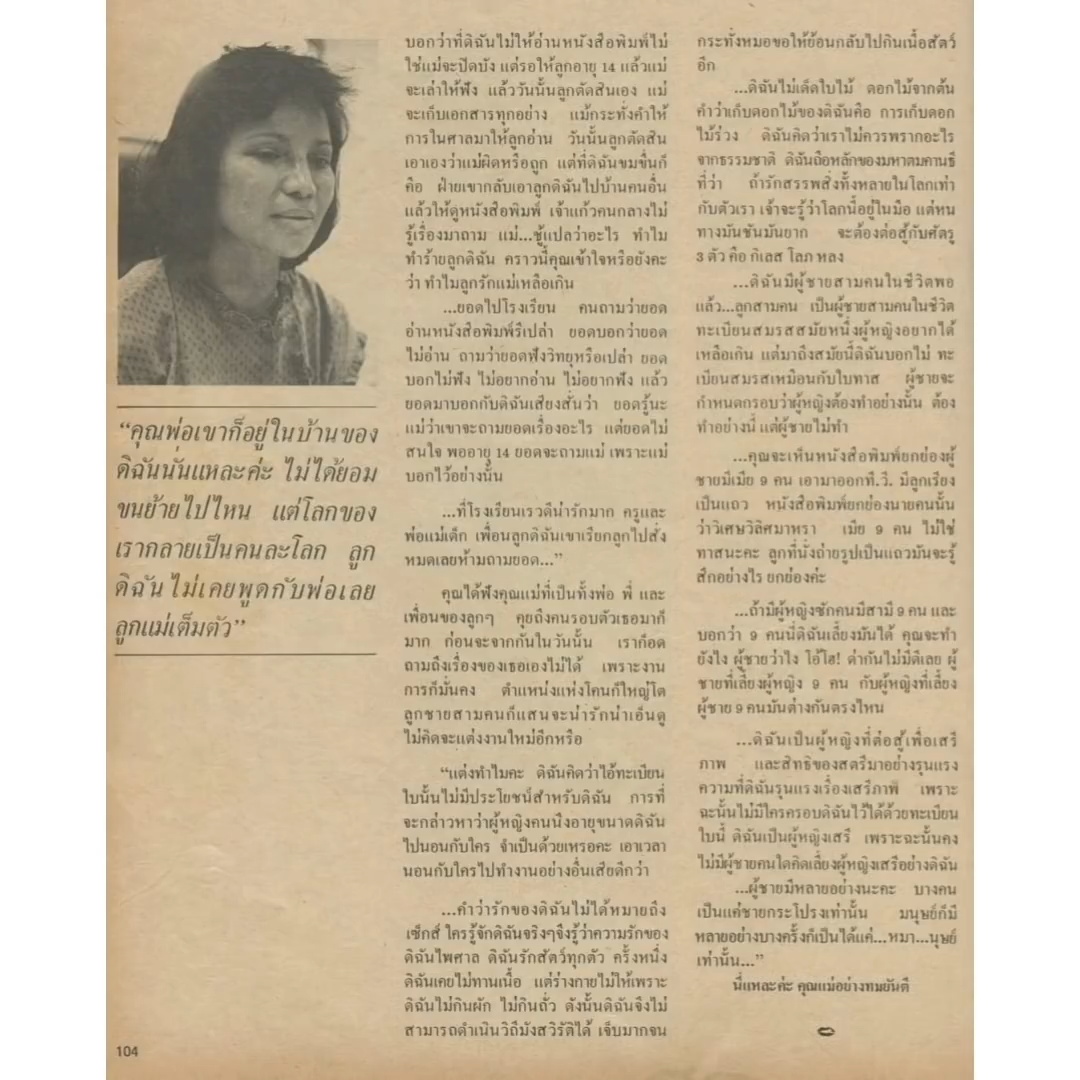 “คุณพ่อเขาก็อยู่ในบ้านของ
ดิฉันนั่นแหละค่ะ ไม่ได้ยอม
ขนย้ายไปไหน แต่โลกของ
เรากลายเป็นคนละโลก ลูก
ดิฉัน ไม่เคยพูดกับพ่อเลย
ลูกแม่เต็มตัว”
104
บอกว่าที่ดิฉันไม่ให้อ่านหนังสือพิมพ์ไม่
ใช่แม่จะปิดบัง แต่รอให้ลูกอายุ 14 แล้วแม่
จะเล่าให้ฟัง แล้ววันนั้นลูกตัดสินเอง แม่
จะเก็บเอกสารทุกอย่าง แม้กระทั่งคำให้
การในศาลมาให้ลูกอ่าน วันนั้นลูกตัดสิน
เอาเองว่าแม่ผิดหรือถูก แต่ที่ดิฉันขมขื่นก็
คือ ฝ่ายเขากลับเอาลูกดิฉันไปบ้านคนอื่น
แล้วให้ดูหนังสือพิมพ์ เจ้าแก้วคนกลางไม่
รู้เรื่องมาถาม แม่...ชู้แปลว่าอะไร ทำไม
ทำร้ายลูกดิฉัน คราวนี้คุณเข้าใจหรือยังคะ
ว่า ทำไมลูกรักแม่เหลือเกิน
...ยอดไปโรงเรียน คนถามว่ายอด
อ่านหนังสือพิมพ์รึเปล่า ยอดบอกว่ายอด
ไม่อ่าน ถามว่ายอดฟังวิทยุหรือเปล่า ยอด
บอกไม่ฟัง ไม่อยากอ่าน ไม่อยากฟัง แล้ว
ยอดมาบอกกับดิฉันเสียงสั่นว่า ยอดรู้นะ
แม่ว่าเขาจะถามยอดเรื่องอะไร แต่ยอดไม่
สนใจ พออายุ 14 ยอดจะถามแม่ เพราะแม่
บอกไว้อย่างนั้น
...ที่โรงเรียนเรวดีน่ารักมาก ครูและ
พ่อแม่เด็ก เพื่อนลูกดิฉันเขาเรียกลูกไปสั่ง
หมดเลยห้ามถามยอด...”
คุณได้ฟังคุณแม่ที่เป็นทั้งพ่อ พี่ และ
เพื่อนของลูกๆ คุยถึงคนรอบตัวเธอมาก็
มาก ก่อนจะจากกันในวันนั้น เราก็อด
ถามถึงเรื่องของเธอเองไม่ได้ เพราะงาน
การก็มั่นคง ตำแหน่งแห่งโคนก็ใหญ่โต
ลูกชายสามคนก็แสนจะน่ารักน่าเอ็นดู
ไม่คิดจะแต่งงานใหม่อีกหรือ
“แต่งทำไมคะ ดิฉันคิดว่าไอ้ทะเบียน
ใบนั้นไม่มีประโยชน์สำหรับดิฉัน การที่
จะกล่าวหาว่าผู้หญิงคนนึงอายุขนาดดิฉัน
ไปนอนกับใคร จำเป็นด้วยเหรอคะ เอาเวลา
นอนกับใครไปทำงานอย่างอื่นเสียดีกว่า
...คำว่ารักของดิฉันไม่ได้หมายถึง
เซ็กส์ ใครรู้จักดิฉันจริงๆจึงรู้ว่าความรักของ
ดิฉันไพศาล ดิฉันรักสัตว์ทุกตัว ครั้งหนึ่ง
ดิฉันเคยไม่ทานเนื้อ แต่ร่างกายไม่ให้เพราะ
ดิฉันไม่กินผัก ไม่กินถั่ว ดังนั้นดิฉันจึงไม่
สามารถดำเนินวิถีมังสวิรัติได้ เจ็บมากจน
กระทั่งหมอขอให้ย้อนกลับไปกินเนื้อสัตว์
อีก
...ดิฉันไม่เด็ดใบไม้ ดอกไม้จากต้น
คำว่าเก็บดอกไม้ของดิฉันคือ การเก็บดอก
ไม้ร่วง ดิฉันคิดว่าเราไม่ควรพรากอะไร
จากธรรมชาติ ดิฉันถือหลักของมหาตมคานธี
ที่ว่า ถ้ารักสรรพสิ่งทั้งหลายในโลกเท่า
กับตัวเรา เจ้าจะรู้ว่าโลกนี้อยู่ในมือ แต่หน
ทางมันชันมันยาก จะต้องต่อสู้กับศัตรู
3 ตัว คือ กิเลส โลภ หลง
...ดิฉันมีผู้ชายสามคนในชีวิตพอ
แล้ว...ลูกสามคน เป็นผู้ชายสามคนในชีวิต
ทะเบียนสมรสสมัยหนึ่งผู้หญิงอยากได้
เหลือเกิน แต่มาถึงสมัยนี้ดิฉันบอกไม่ ทะ
เบียนสมรสเหมือนกับใบทาส ผู้ชายจะ
กำหนดกรอบว่าผู้หญิงต้องทำอย่างนั้น ต้อง
ทำอย่างนี้ แต่ผู้ชายไม่ทำ
...คุณจะเห็นหนังสือพิมพ์ยกย่องผู้
ชายมีเมีย 9 คน เอามาออกที.วี. มีลูกเรียง
เป็นแถว หนังสือพิมพ์ยกย่องนายคนนั้น
ว่าวิเศษวิลิศมาหรา เมีย 9 คน ไม่ใช่
ทาสนะคะ ลูกที่นั่งถ่ายรูปเป็นแถวมันจะรู้
สึกอย่างไร ยกย่องค่ะ
...ถ้ามีผู้หญิงซักคนมีสามี 9 คน และ
บอกว่า 9 คนนี่ดิฉันเลี้ยงมันได้ คุณจะทำ
ยังไง ผู้ชายว่าไง โอ้โฮ! ด่ากันไม่มีดีเลย ผู้
ชายที่เลี้ยงผู้หญิง 9 คน กับผู้หญิงที่เลี้ยง
ผู้ชาย 9 คนมันต่างกันตรงไหน
...ดิฉันเป็นผู้หญิงที่ต่อสู้เพื่อเสรี
ภาพ และสิทธิของสตรีมาอย่างรุนแรง
ความที่ดิฉันรุนแรงเรื่องเสรีภาพ เพราะ
ฉะนั้นไม่มีใครครอบดิฉันไว้ได้ด้วยทะเบียน
ใบนี้ ดิฉันเป็นผู้หญิงเสรี เพราะฉะนั้นคง
ไม่มีผู้ชายคนใดคิดเลี้ยงผู้หญิงเสรีอย่างดิฉัน
...ผู้ชายมีหลายอย่างนะคะ บางคน
เป็นแค่ชายกระโปรงเท่านั้น มนุษย์ก็มี
หลายอย่างบางครั้งก็เป็นได้แค่...หมา...นุษย์
เท่านั้น...”
นี่แหละค่ะ คุณแม่อย่างทมยันตี